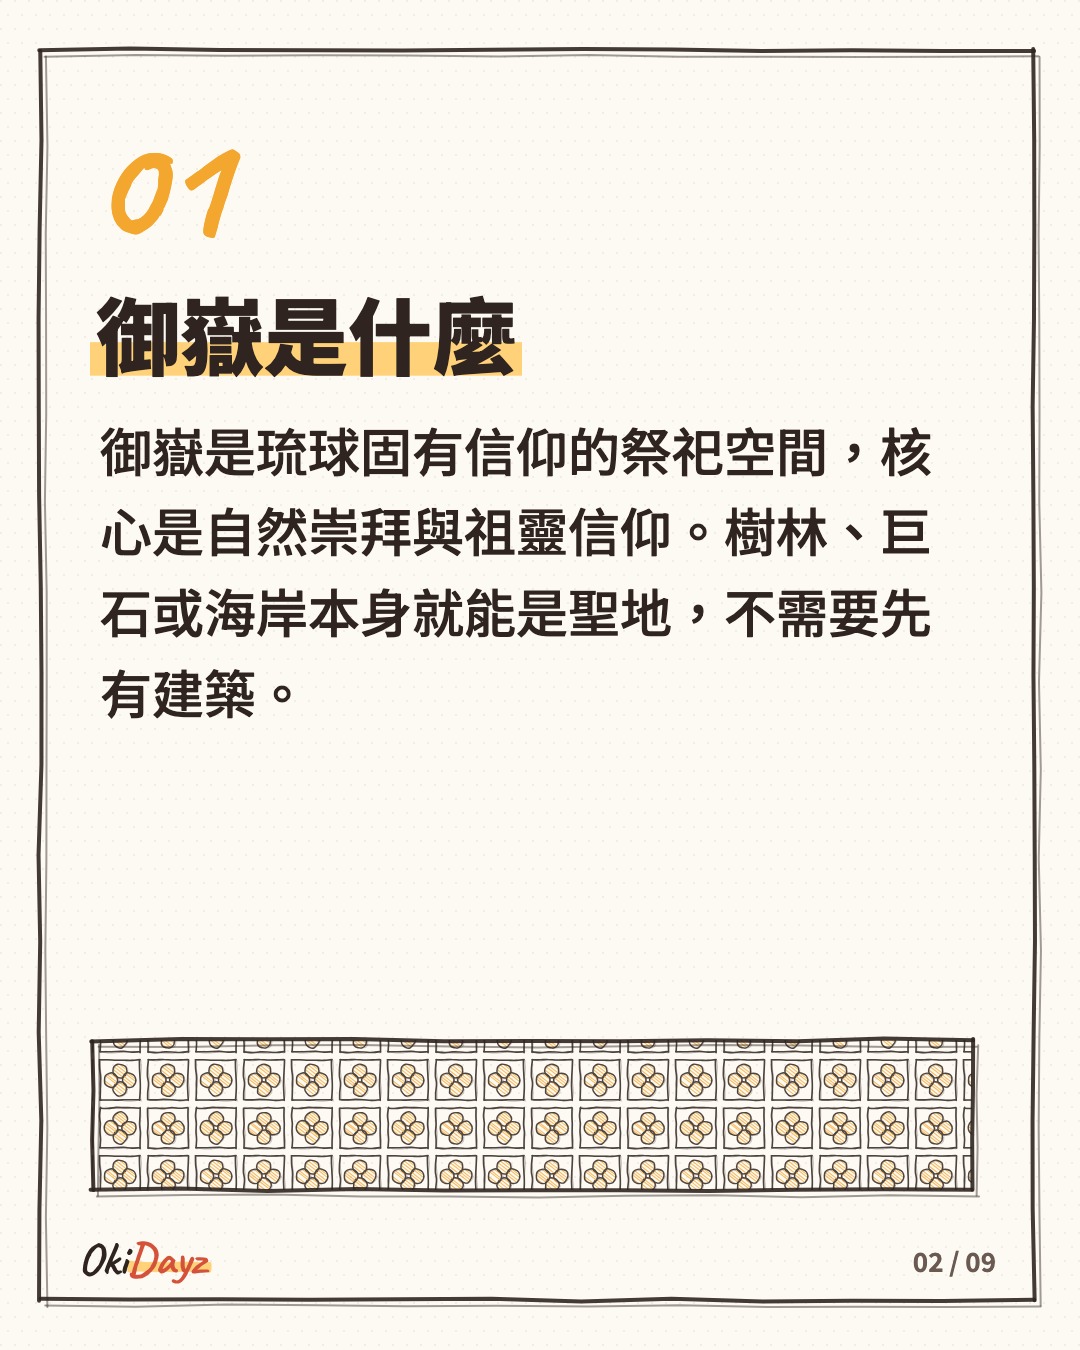 01
御嶽是什麼
御嶽是琉球固有信仰的祭祀空間，核
心是自然崇拜與祖靈信仰。樹林、巨
石或海岸本身就能是聖地，不需要先
有建築。
OkiDayz
02 / 09